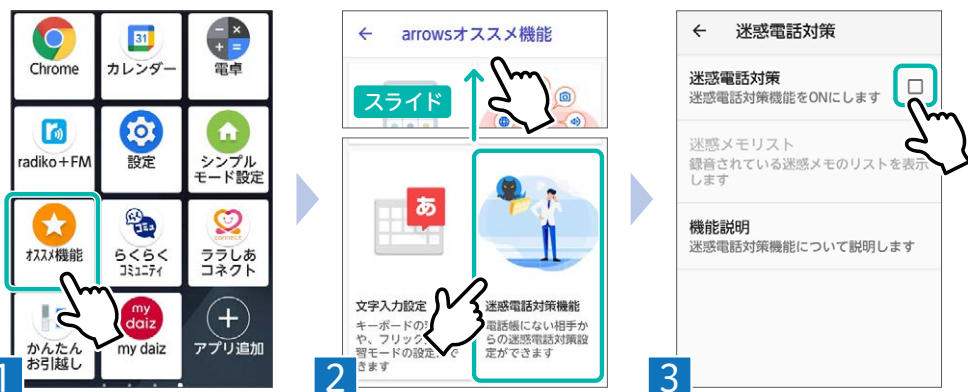 31
Chrome
カレンダー
電卓
radiko＋FM
設定
シンプル
モード設定
オススメ機能
らくらく
コミュニティ
connect
ララしあ
コネクト
かんたん
お引越し
my
daiz
my daiz
アプリ追加
1
← arrowsオススメ機能
スライド
あ
文字入力設定
キーボードの
や、フリック
習モードの設定
きます
迷惑電話対策機能
電話帳にない相手か
らの迷惑電話対策設
定ができます
2
← 迷惑電話対策
迷惑電話対策
迷惑電話対策機能をONにします
迷惑メモリスト
録音されている迷惑メモのリストを表示
します
機能説明
迷惑電話対策機能について説明します
3